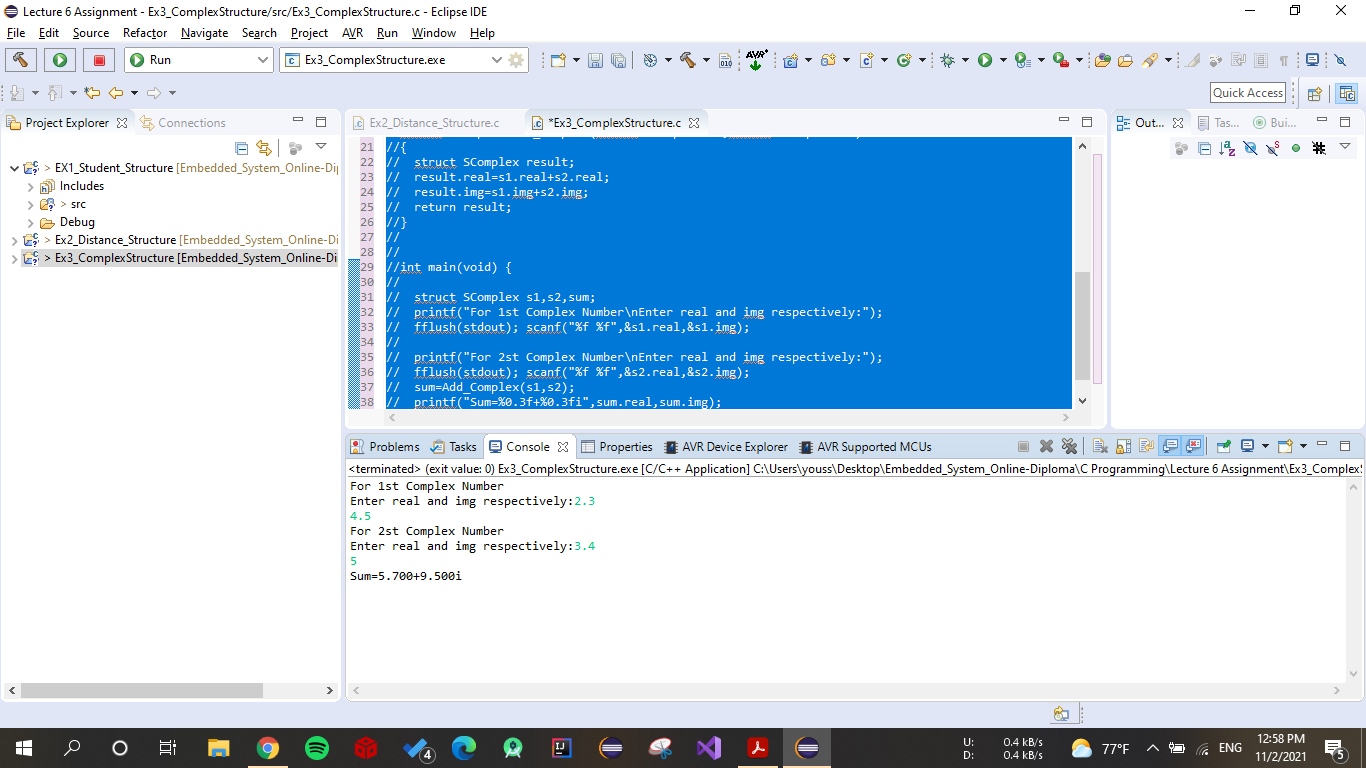 Lecture 6 Assignment - Ex3_ComplexStructure/src/Ex3_ComplexStructure.c - Eclipse IDE
File Edit Source Refactor Navigate Search Project AVR Run Window Help
Run Ex3_ComplexStructure.exe
Quick Access
Project Explorer Connections
EX1_Student_Structure [Embedded_System_Online-Dip
Includes
> src
Debug
> Ex2_Distance_Structure [Embedded_System_Online-Di
> Ex3_ComplexStructure [Embedded_System_Online-Di
Ex2_Distance_Structure.c *Ex3_ComplexStructure.c
21 //{
22 // struct SComplex result;
23 // result.real=s1.real+s2.real;
24 // result.img=s1.img+s2.img;
25 // return result;
26 //}
27 //
28 //
29 //int main(void) {
30 //
31 // struct SComplex s1,s2,sum;
32 // printf("For 1st Complex Number\nEnter real and img respectively:");
33 // fflush(stdout); scanf("%f %f",&s1.real,&s1.img);
34 //
35 // printf("For 2st Complex Number\nEnter real and img respectively:");
36 // fflush(stdout); scanf("%f %f",&s2.real,&s2.img);
37 // sum=Add_Complex(s1,s2);
38 // printf("Sum=%0.3f+%0.3fi",sum.real,sum.img);
Out... Tas... Bui...
Problems Tasks Console Properties AVR Device Explorer AVR Supported MCUs
<terminated> (exit value: 0) Ex3_ComplexStructure.exe [C/C++ Application] C:\Users\youss\Desktop\Embedded_System_Online-Diploma\C Programming\Lecture 6 Assignment\Ex3_ComplexS
For 1st Complex Number
Enter real and img respectively:2.3
4.5
For 2st Complex Number
Enter real and img respectively:3.4
5
Sum=5.700+9.500i
U: 0.4 kB/s
D: 0.4 kB/s
77°F
ENG
12:58 PM
11/2/2021
4
5